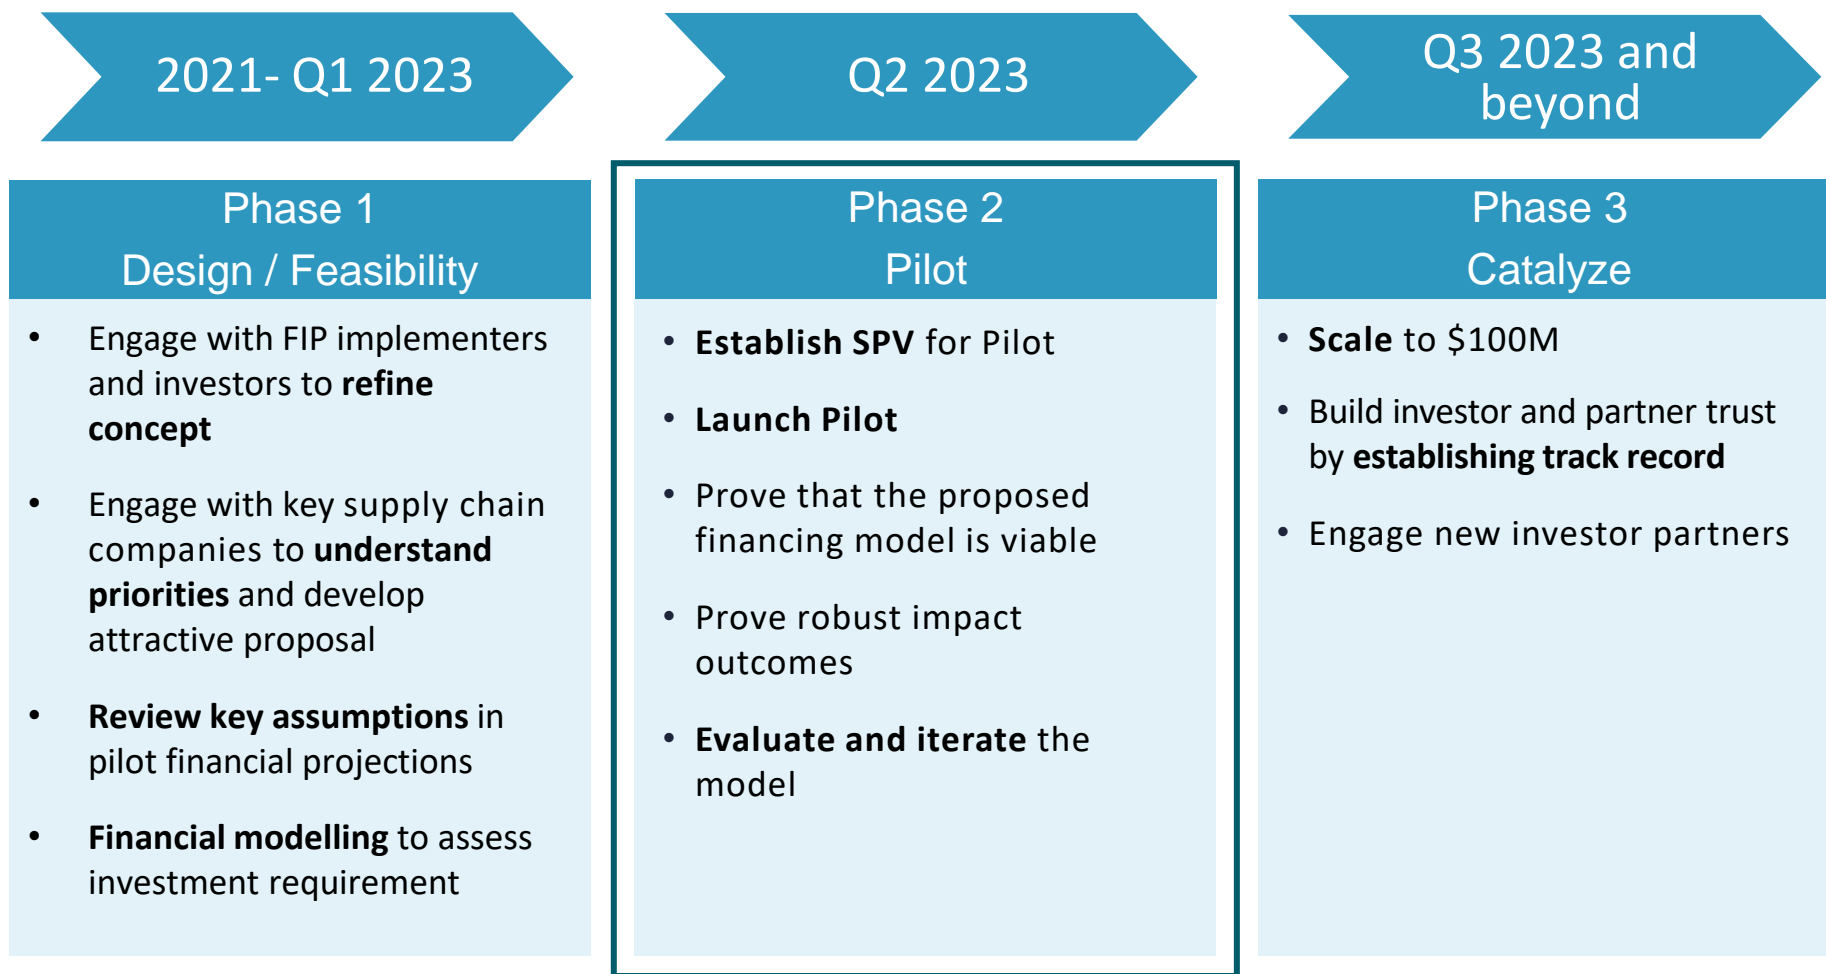 2021- Q1 2023
Q2 2023
Q3 2023 and
beyond
Phase 1
Design / Feasibility
• Engage with FIP implementers
and investors to refine
concept
• Engage with key supply chain
companies to understand
priorities and develop
attractive proposal
• Review key assumptions in
pilot financial projections
• Financial modelling to assess
investment requirement
Phase 2
Pilot
• Establish SPV for Pilot
• Launch Pilot
• Prove that the proposed
financing model is viable
• Prove robust impact
outcomes
• Evaluate and iterate the
model
Phase 3
Catalyze
• Scale to $100M
• Build investor and partner trust
by establishing track record
• Engage new investor partners